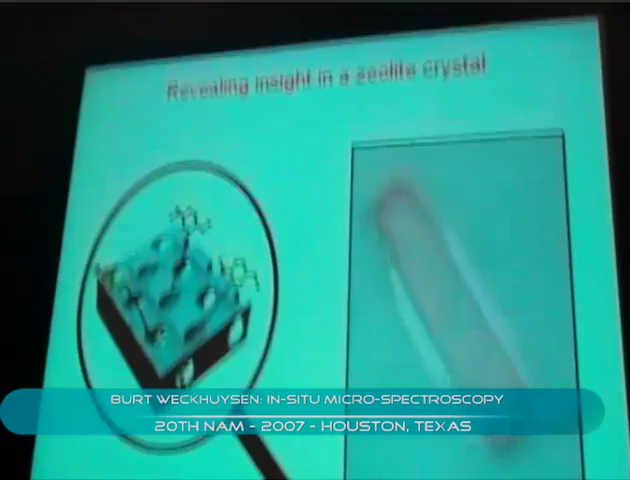 Revealing insight in a zeolite crystal
BURT WECKHUYSEN: IN-SITU MICRO-SPECTROSCOPY
20TH NAM - 2007 - HOUSTON, TEXAS